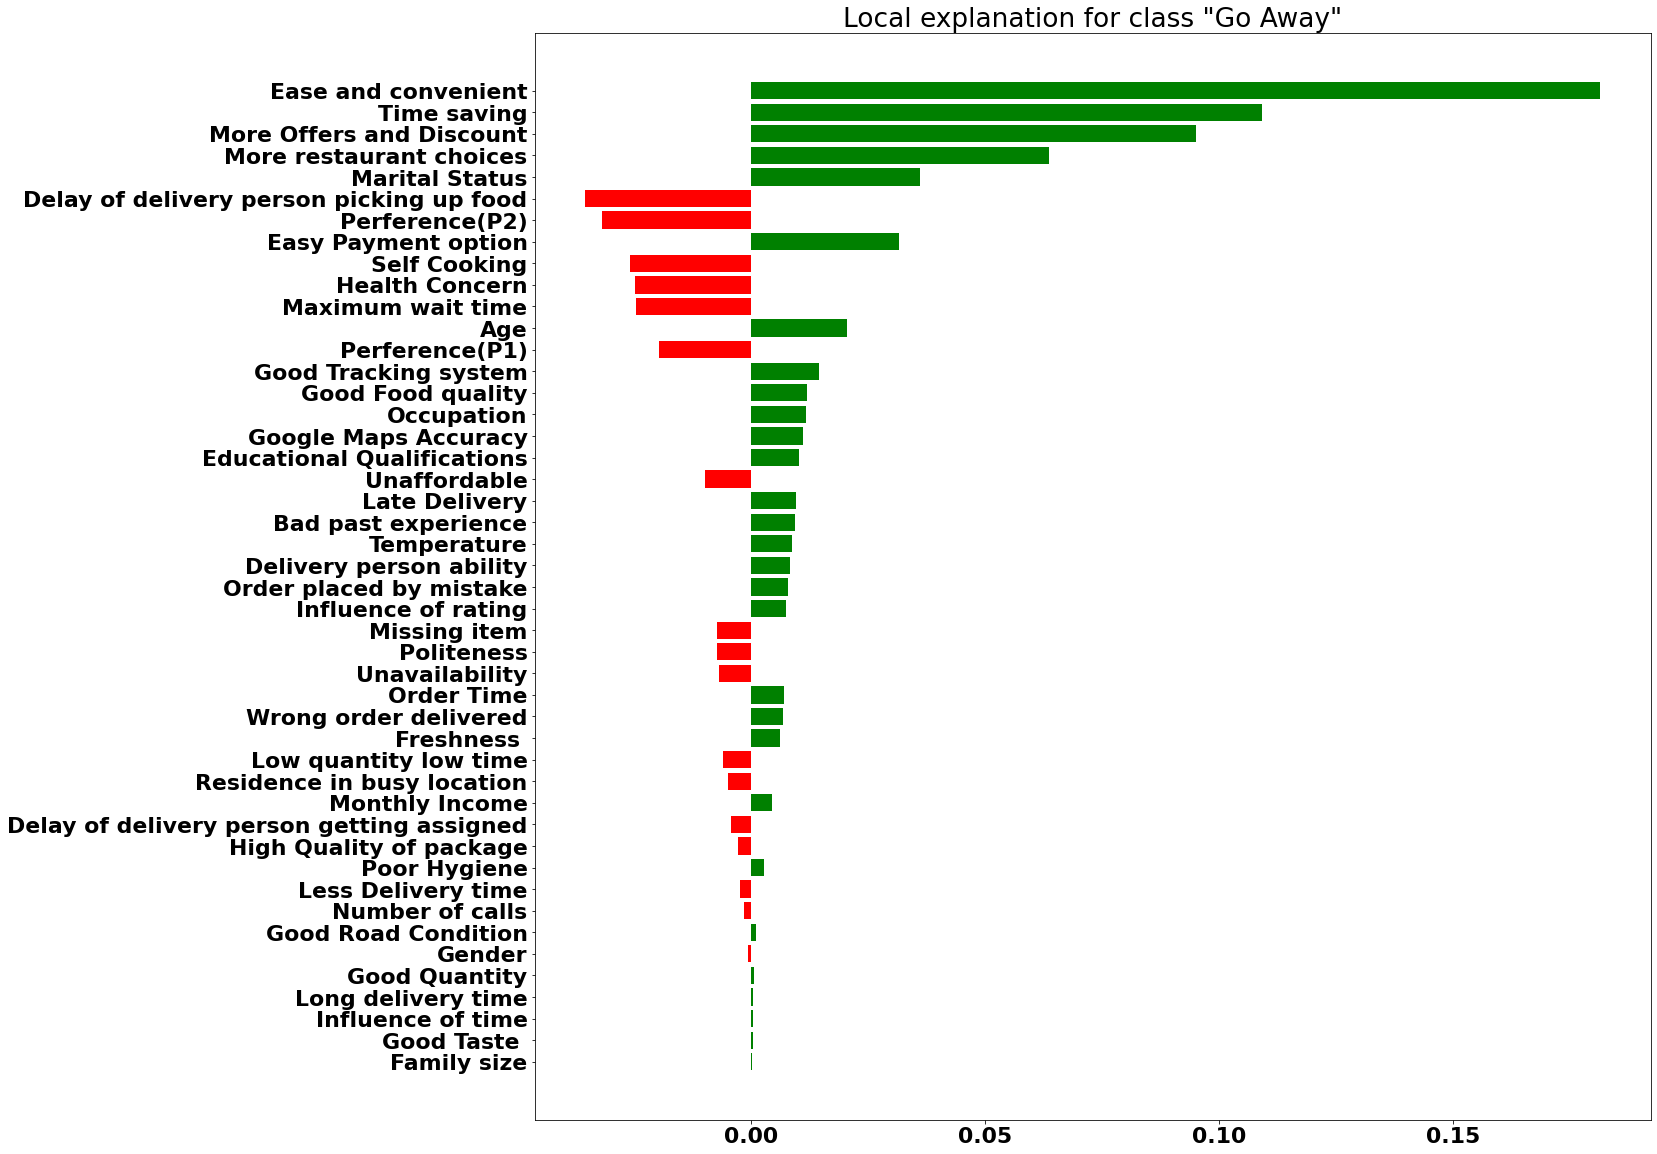 Local explanation for class "Go Away"
Ease and convenient
Time saving
More Offers and Discount
More restaurant choices
Marital Status
Delay of delivery person picking up food
Perference(P2)
Easy Payment option
Self Cooking
Health Concern
Maximum wait time
Age
Perference(P1)
Good Tracking system
Good Food quality
Occupation
Google Maps Accuracy
Educational Qualifications
Unaffordable
Late Delivery
Bad past experience
Temperature
Delivery person ability
Order placed by mistake
Influence of rating
Missing item
Politeness
Unavailability
Order Time
Wrong order delivered
Freshness
Low quantity low time
Residence in busy location
Monthly Income
Delay of delivery person getting assigned
High Quality of package
Poor Hygiene
Less Delivery time
Number of calls
Good Road Condition
Gender
Good Quantity
Long delivery time
Influence of time
Good Taste
Family size
0.00 0.05 0.10 0.15